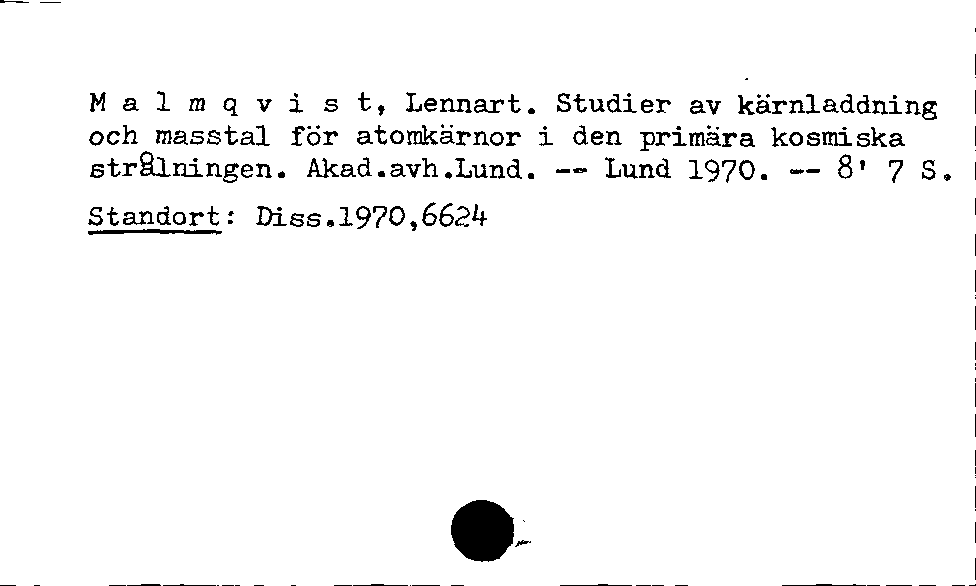 M a l m q v i s t, Lennart. Studier av kärnladdning
och masstal för atomkärnor i den primära kosmiska
strålningen. Akad.avh.Lund. -- Lund 1970. -- 8' 7 S.
Standort: Diss.1970,6624